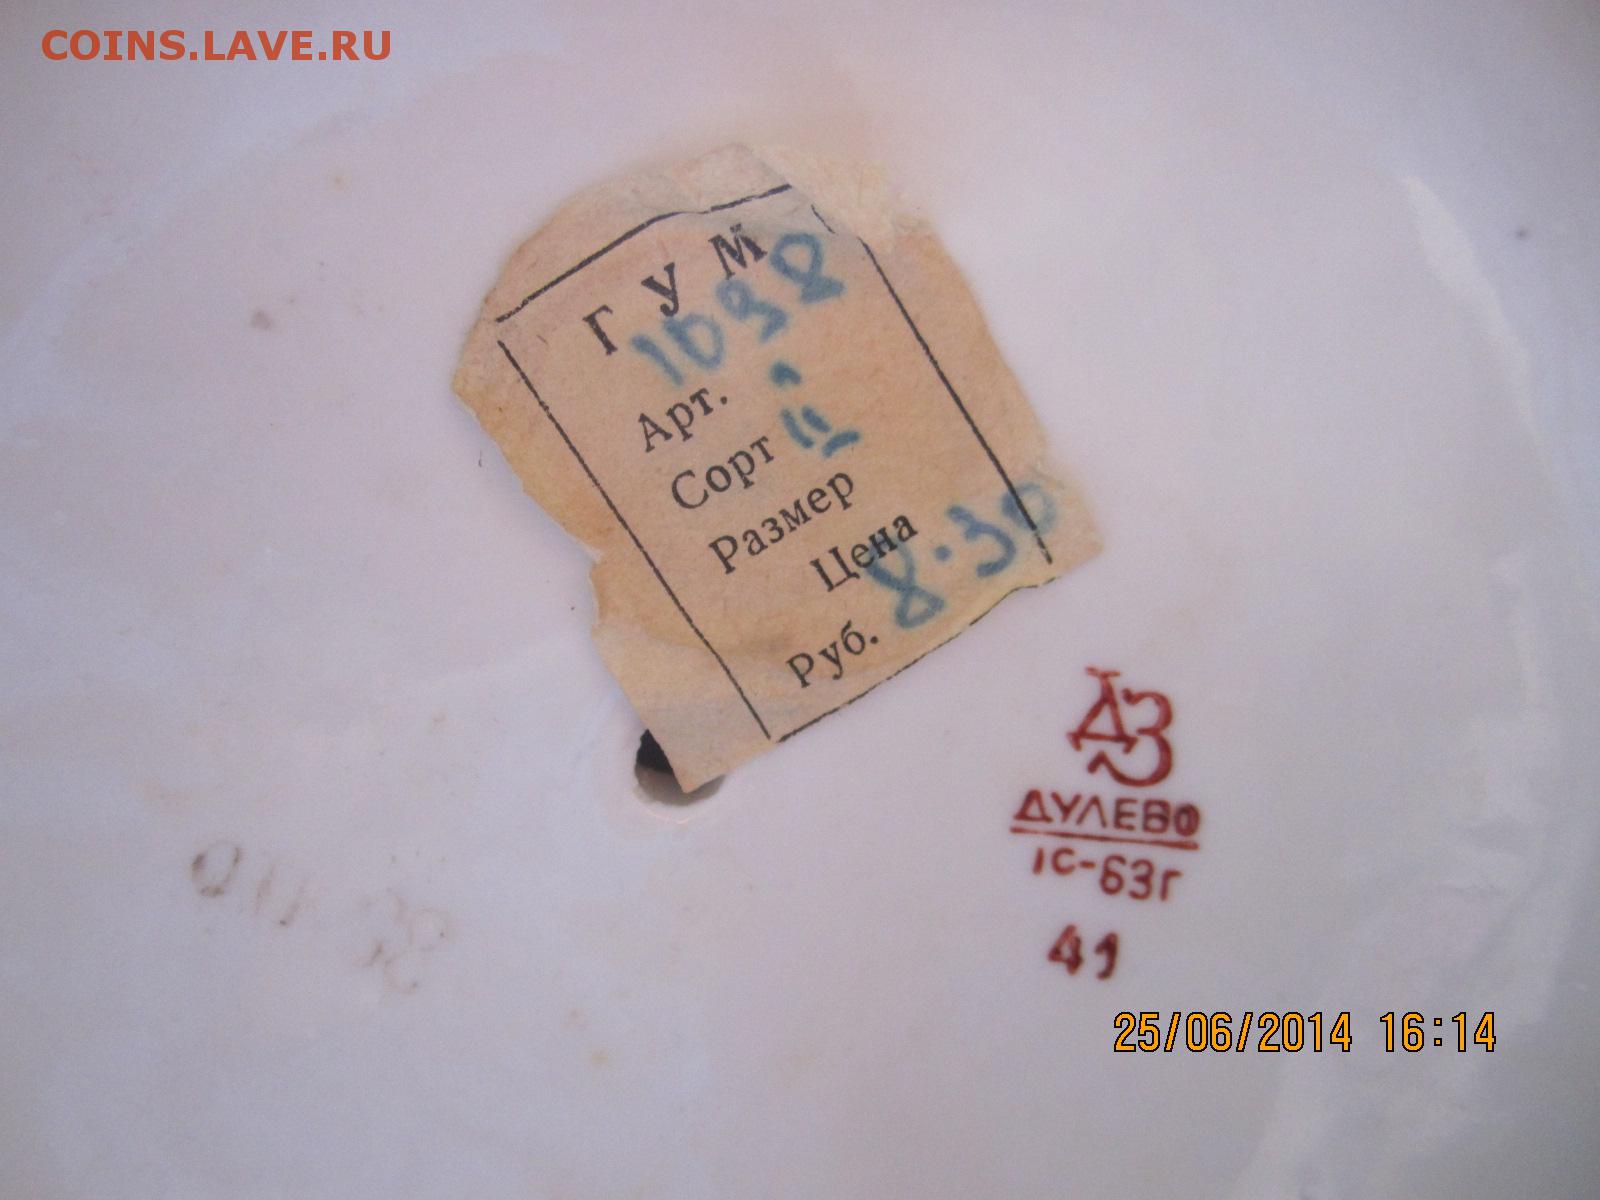 COINS.LAVE.RU
ГУМ
1038
Арт.
Сорт II
Размер
Цена
Руб. 8·30
ДЗ
ДУЛЕВО
1С-63г
41
25/06/2014 16:14